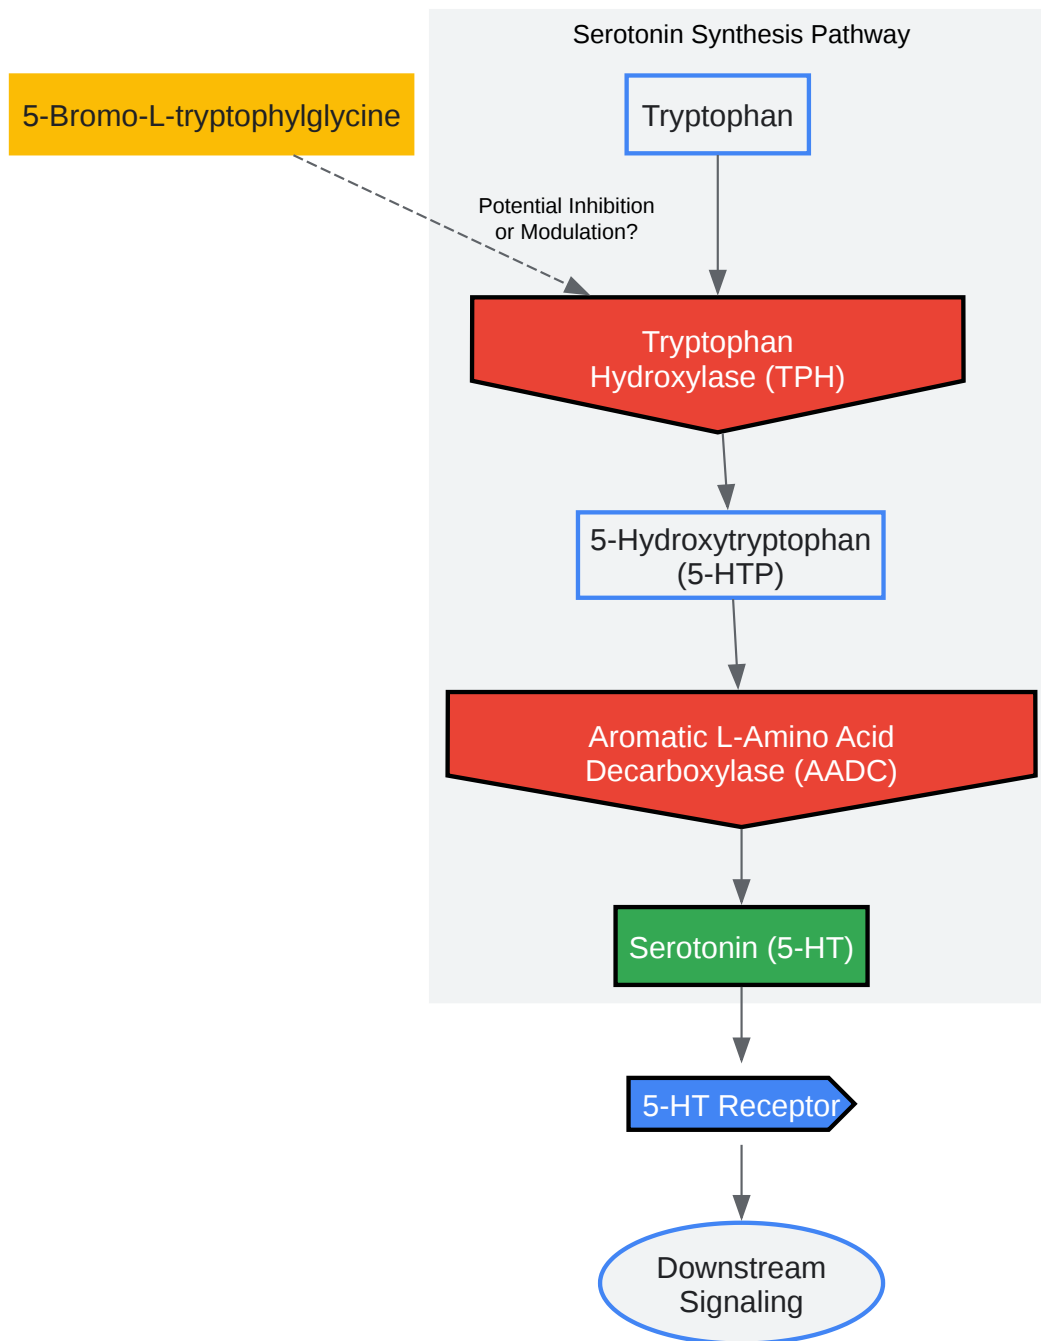 Serotonin Synthesis Pathway
5-Bromo-L-tryptophylglycine
Tryptophan
Potential Inhibition
or Modulation?
Tryptophan
Hydroxylase (TPH)
5-Hydroxytryptophan
(5-HTP)
Aromatic L-Amino Acid
Decarboxylase (AADC)
Serotonin (5-HT)
5-HT Receptor
Downstream
Signaling